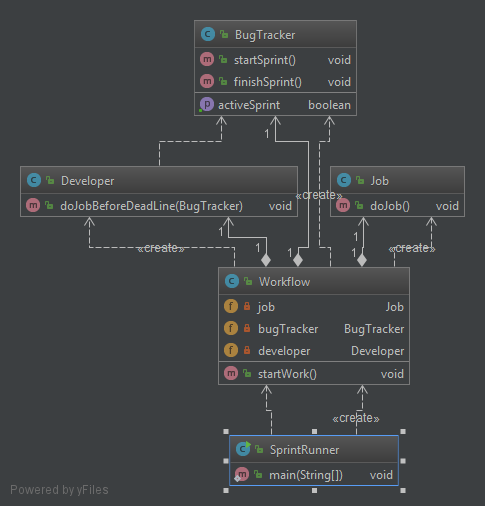 BugTracker
startSprint() void
finishSprint() void
activeSprint boolean
1
Developer
doJobBeforeDeadLine(BugTracker) void
«create»
Job
doJob() void
1
1
«create»
1
1
1
«create»
Workflow
job Job
bugTracker BugTracker
developer Developer
startWork() void
«create»
SprintRunner
main(String[]) void
Powered by yFiles